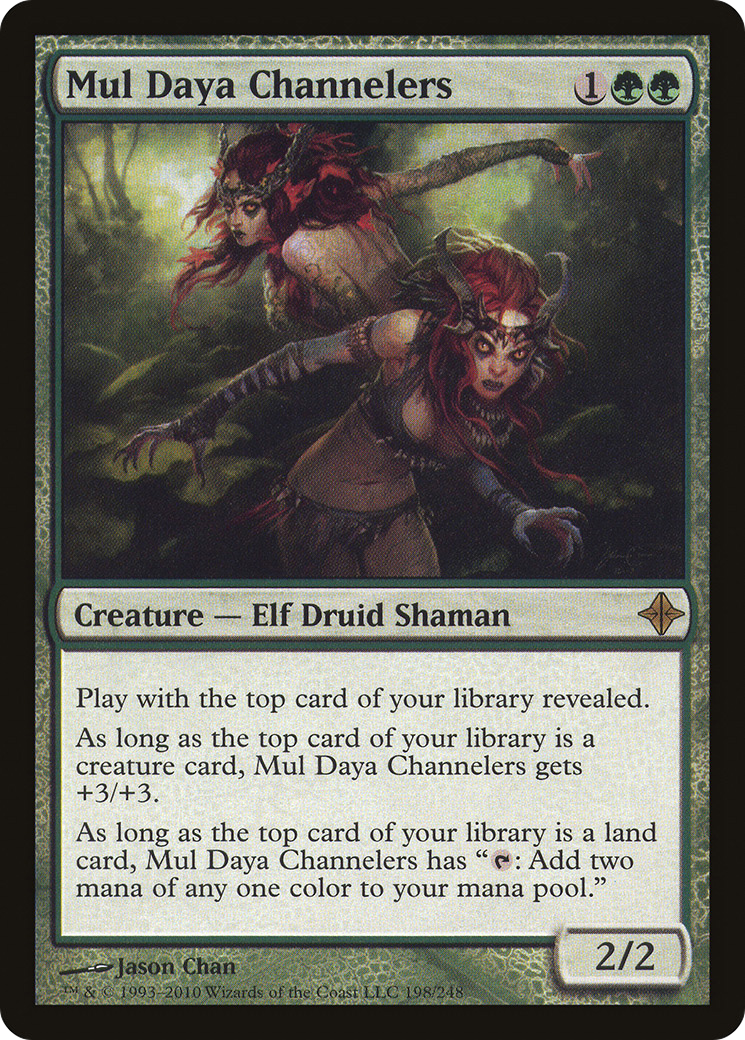 Mul Daya Channelers 1
Creature — Elf Druid Shaman
Play with the top card of your library revealed.
As long as the top card of your library is a
creature card, Mul Daya Channelers gets
+3/+3.
As long as the top card of your library is a land
card, Mul Daya Channelers has “: Add two
mana of any one color to your mana pool.”
2/2
Jason Chan
™ & © 1993–2010 Wizards of the Coast LLC 198/248